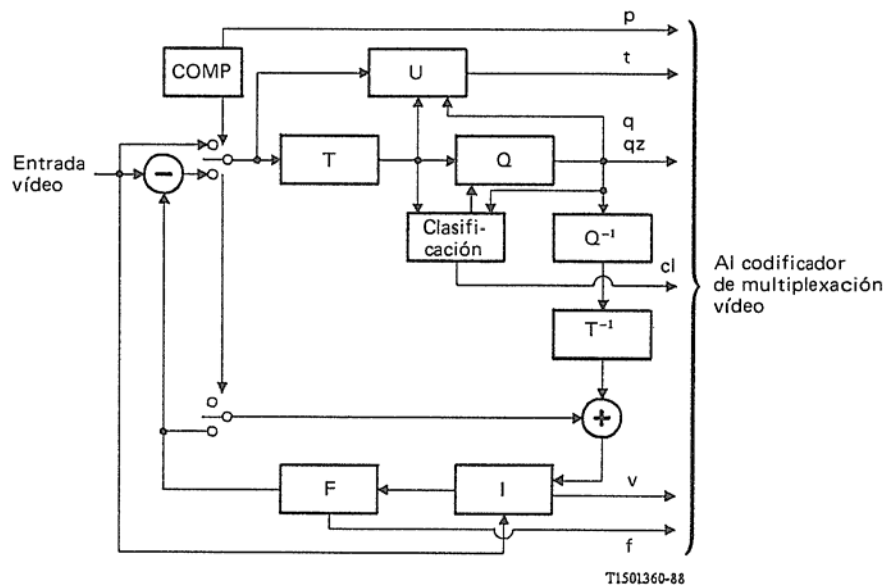 p
COMP
U
t
q
qz
Entrada
vídeo
T
Q
Clasifi-
cación
Q⁻¹
cl
Al codificador
de multiplexación
vídeo
T⁻¹
F
I
v
f
T1501360-88